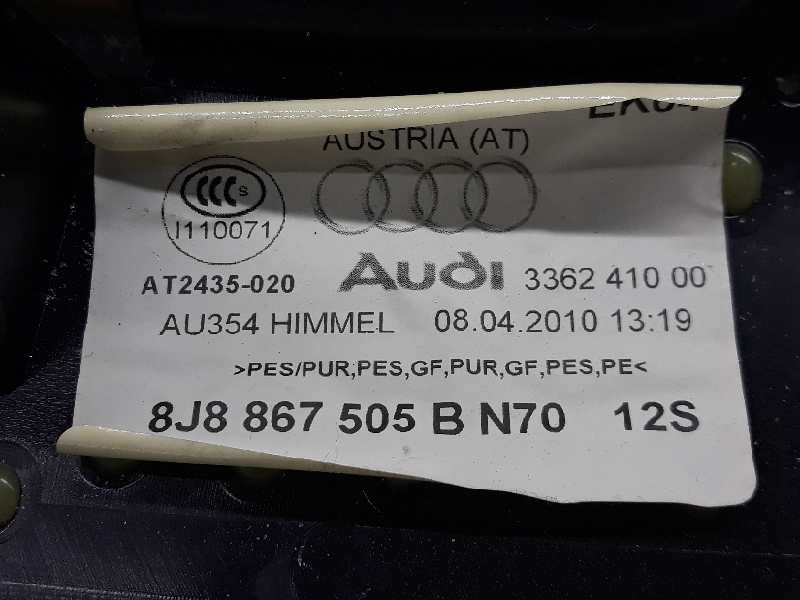 AUSTRIA (AT)
CCC S
I110071
AT2435-020 Audi 3362 410 00
AU354 HIMMEL 08.04.2010 13:19
>PES/PUR,PES,GF,PUR,GF,PES,PE<
8J8 867 505 B N70 12S